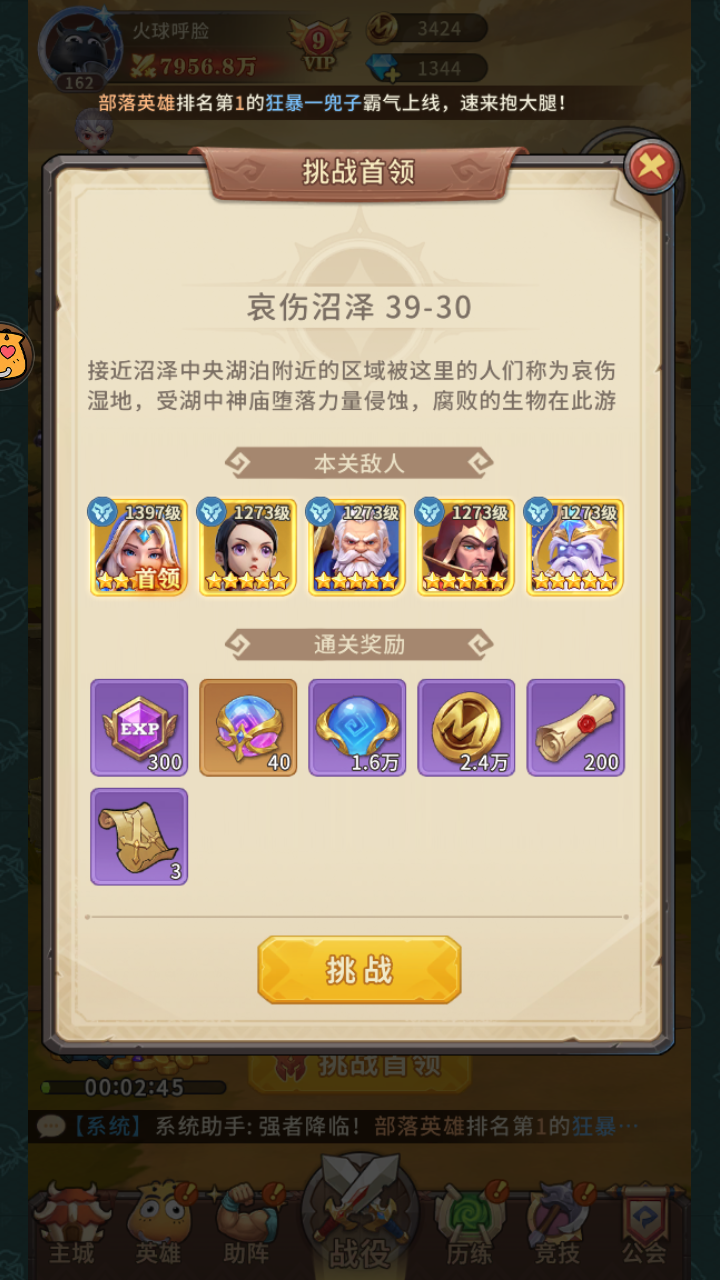 火球呼脸
162
7956.8万
9
VIP
3424
1344
部落英雄排名第1的狂暴一兜子霸气上线，速来抱大腿！
挑战首领
哀伤沼泽 39-30
接近沼泽中央湖泊附近的区域被这里的人们称为哀伤
湿地，受湖中神庙堕落力量侵蚀，腐败的生物在此游
本关敌人
1397级 1273级 1273级 1273级 1273级
首领
通关奖励
EXP
300 40 1.6万 2.4万 200
3
挑战
挑战首领
00:02:45
【系统】 系统助手: 强者降临！ 部落英雄排名第1的狂暴…
主城 英雄 助阵 战役 历练 竞技 公会